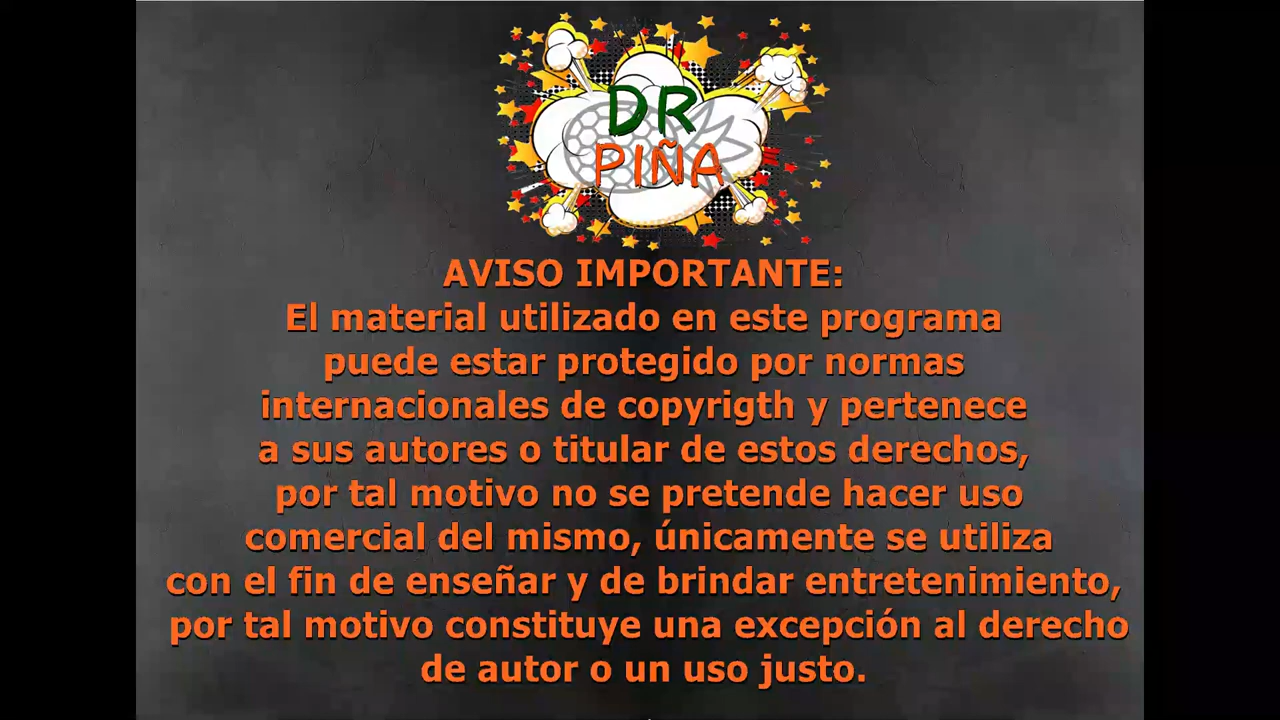 DR
PIÑA
AVISO IMPORTANTE:
El material utilizado en este programa
puede estar protegido por normas
internacionales de copyrigth y pertenece
a sus autores o titular de estos derechos,
por tal motivo no se pretende hacer uso
comercial del mismo, únicamente se utiliza
con el fin de enseñar y de brindar entretenimiento,
por tal motivo constituye una excepción al derecho
de autor o un uso justo.